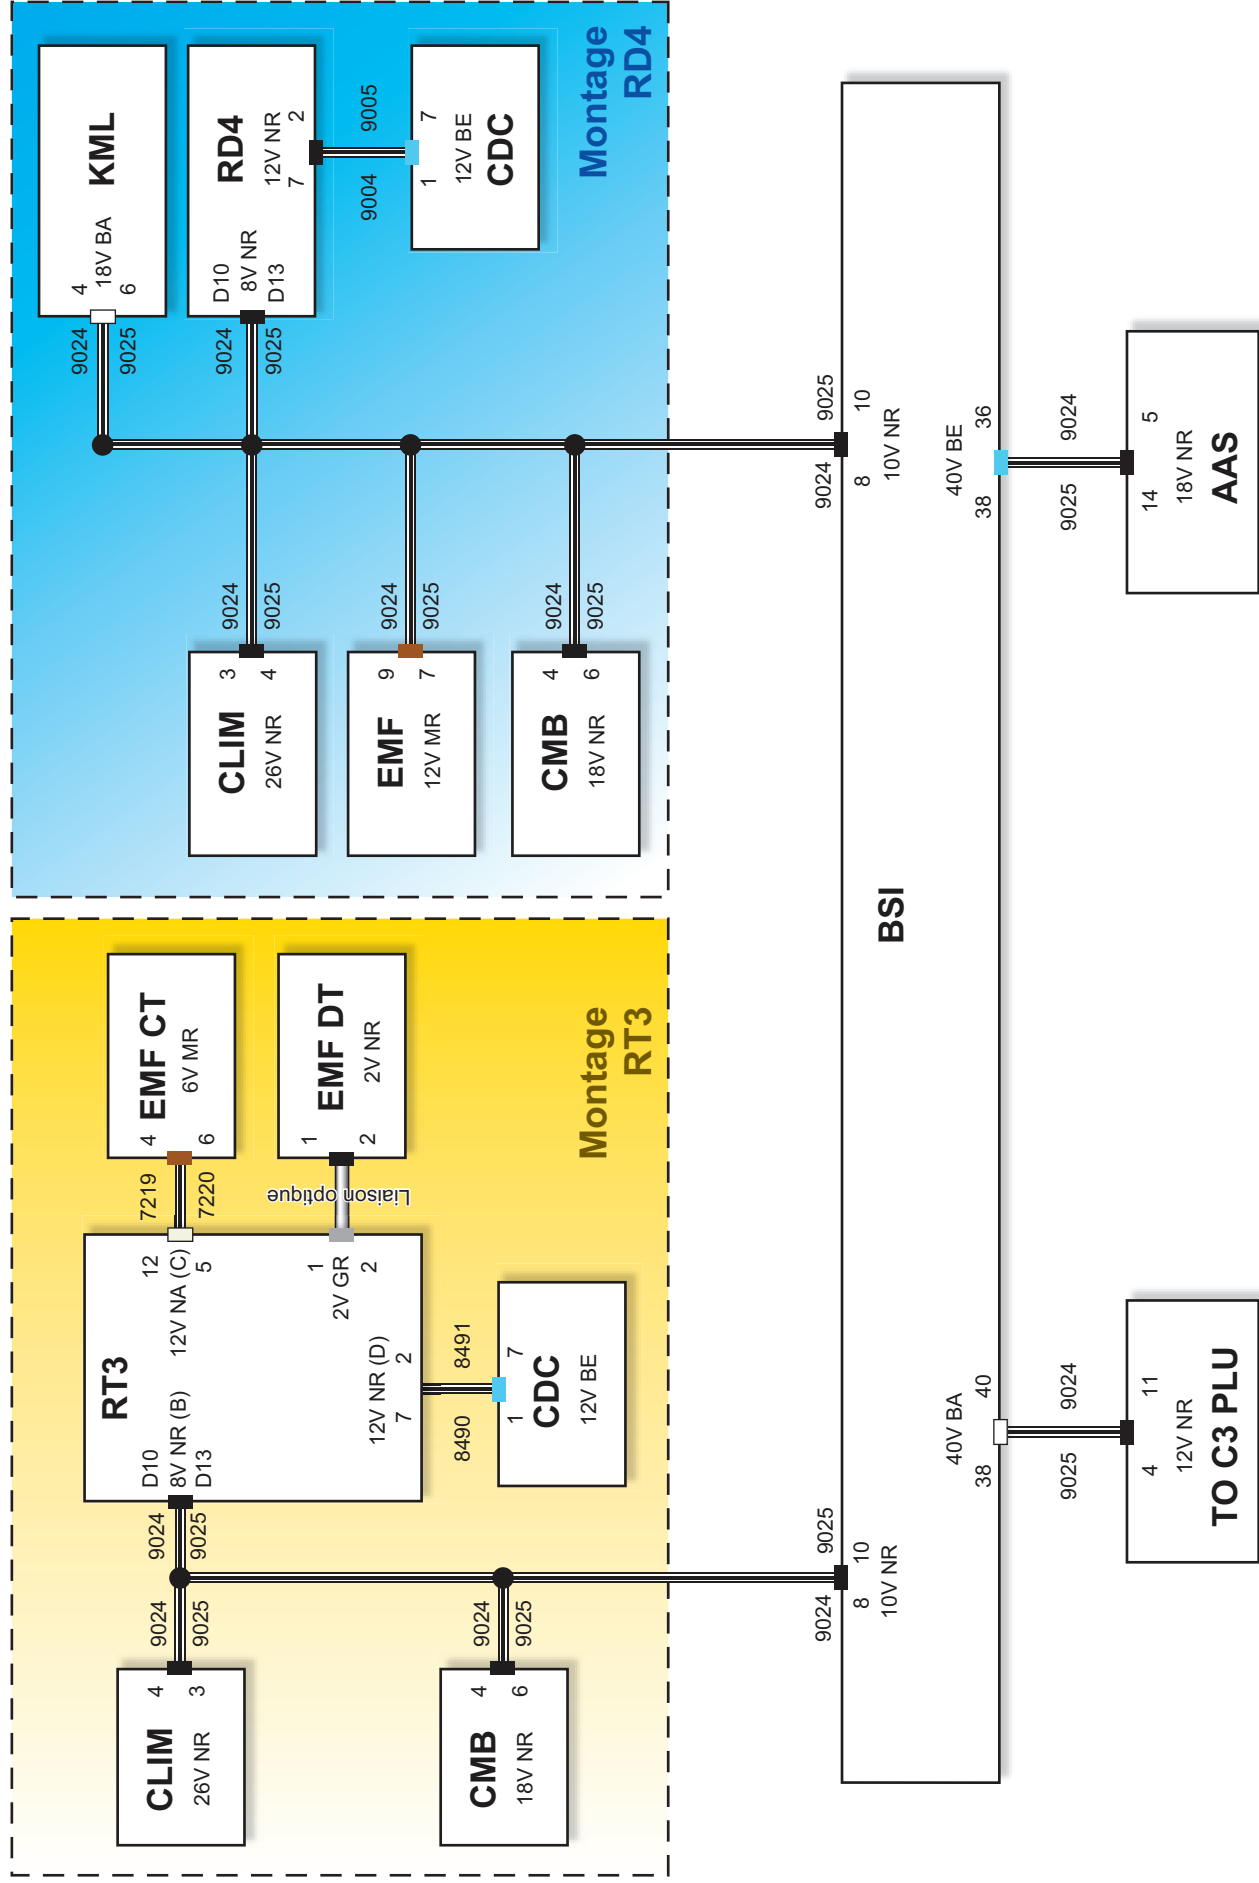 CLIM
26V NR
4
3
9024
9025
CMB
18V NR
4
6
9024
9025
RT3
D10
8V NR (B)
D13
9024
9025
12
12V NA (C)
5
1
2V GR
2
12V NR (D)
7
2
7219
7220
EMF CT
6V MR
4
6
Liaison optique
EMF DT
2V NR
1
2
8490
8491
1
7
CDC
12V BE
Montage
RT3
KML
18V BA
4
6
9024
9025
RD4
12V NR
7
2
D10
8V NR
D13
9024
9025
9004
9005
1
7
12V BE
CDC
CLIM
26V NR
3
4
9024
9025
EMF
12V MR
9
7
9024
9025
CMB
18V NR
4
6
9024
9025
Montage
RD4
9024
9025
8
10
10V NR
9024
9025
8
10
10V NR
BSI
40V BA
38
40
9025
9024
4
11
12V NR
TO C3 PLU
40V BE
38
36
9025
9024
14
5
18V NR
AAS